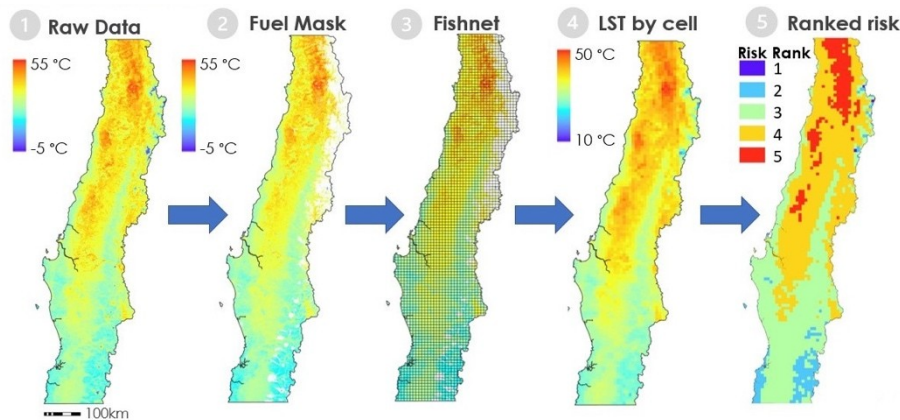 1 Raw Data
2 Fuel Mask
3 Fishnet
4 LST by cell
5 Ranked risk
55 °C
-5 °C
55 °C
-5 °C
50 °C
10 °C
Risk Rank
1
2
3
4
5
100km